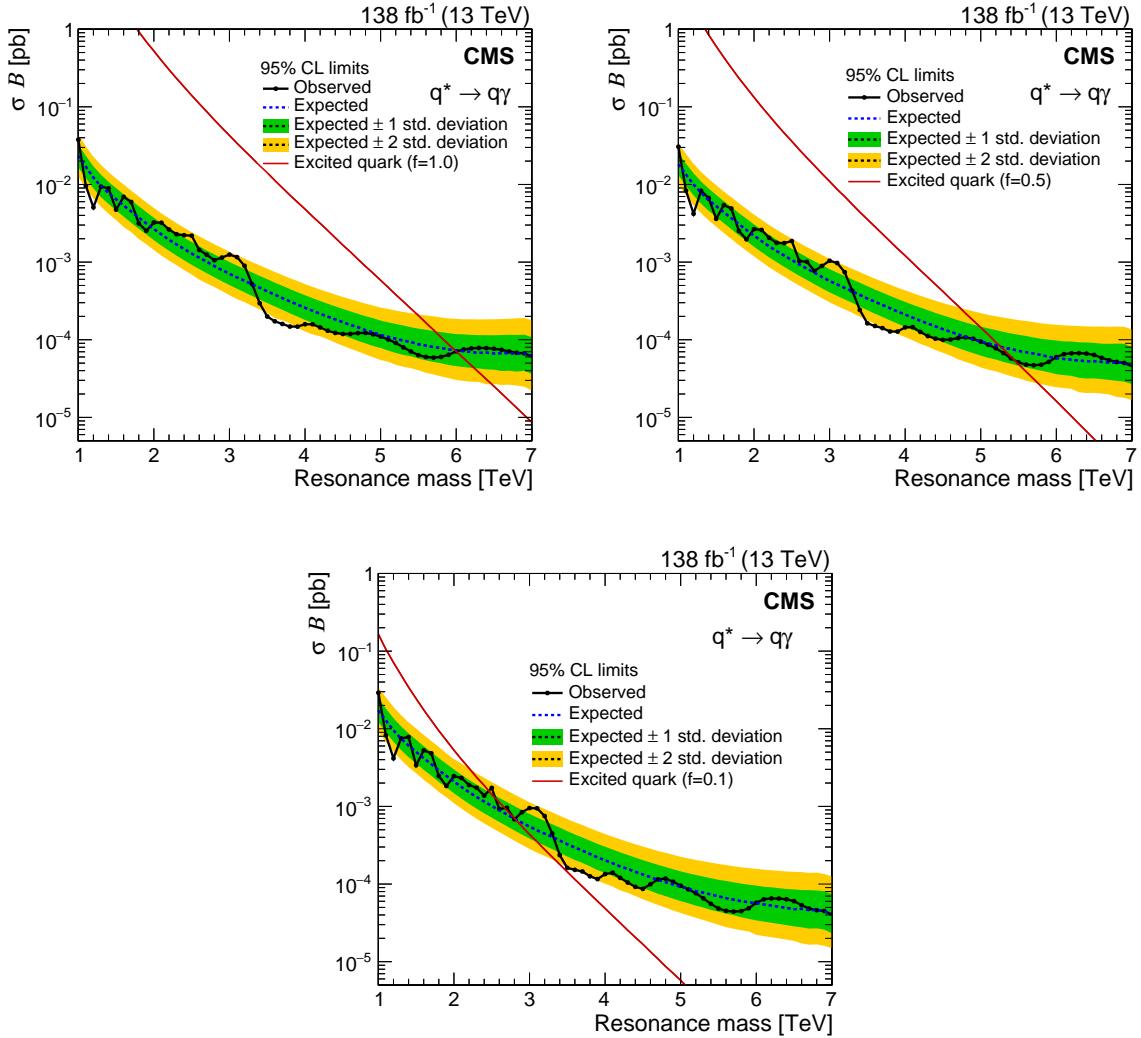 138 fb⁻¹ (13 TeV)
σ B [pb]
1
10⁻¹
10⁻²
10⁻³
10⁻⁴
10⁻⁵
CMS
q* → qγ
95% CL limits
Observed
Expected
Expected ± 1 std. deviation
Expected ± 2 std. deviation
Excited quark (f=1.0)
1 2 3 4 5 6 7
Resonance mass [TeV]
138 fb⁻¹ (13 TeV)
σ B [pb]
1
10⁻¹
10⁻²
10⁻³
10⁻⁴
10⁻⁵
CMS
95% CL limits
q* → qγ
Observed
Expected
Expected ± 1 std. deviation
Expected ± 2 std. deviation
Excited quark (f=0.5)
1 2 3 4 5 6 7
Resonance mass [TeV]
138 fb⁻¹ (13 TeV)
σ B [pb]
1
10⁻¹
10⁻²
10⁻³
10⁻⁴
10⁻⁵
CMS
q* → qγ
95% CL limits
Observed
Expected
Expected ± 1 std. deviation
Expected ± 2 std. deviation
Excited quark (f=0.1)
1 2 3 4 5 6 7
Resonance mass [TeV]